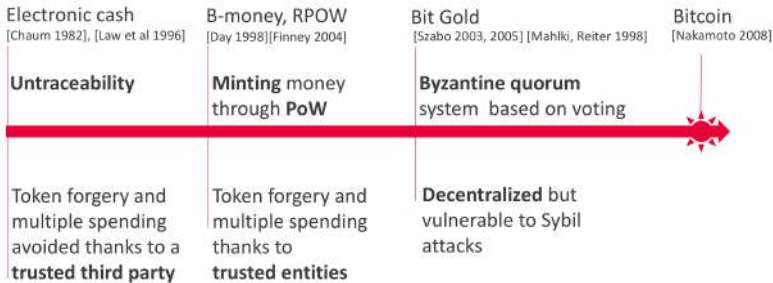 Electronic cash
[Chaum 1982], [Law et al 1996]
Untraceability
Token forgery and
multiple spending
avoided thanks to a
trusted third party
B-money, RPOW
[Day 1998][Finney 2004]
Minting money
through PoW
Token forgery and
multiple spending
thanks to
trusted entities
Bit Gold
[Szabo 2003, 2005] [Mahlki, Reiter 1998]
Byzantine quorum
system based on voting
Decentralized but
vulnerable to Sybil
attacks
Bitcoin
[Nakamoto 2008]